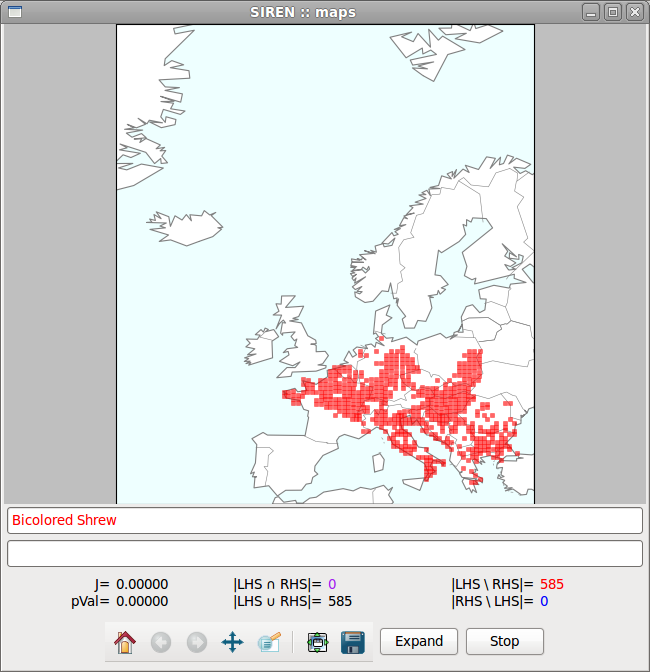 SIREN :: maps
Bicolored Shrew
J= 0.00000 |LHS ∩ RHS|= 0 |LHS \ RHS|= 585
pVal= 0.00000 |LHS ∪ RHS|= 585 |RHS \ LHS|= 0
Expand Stop